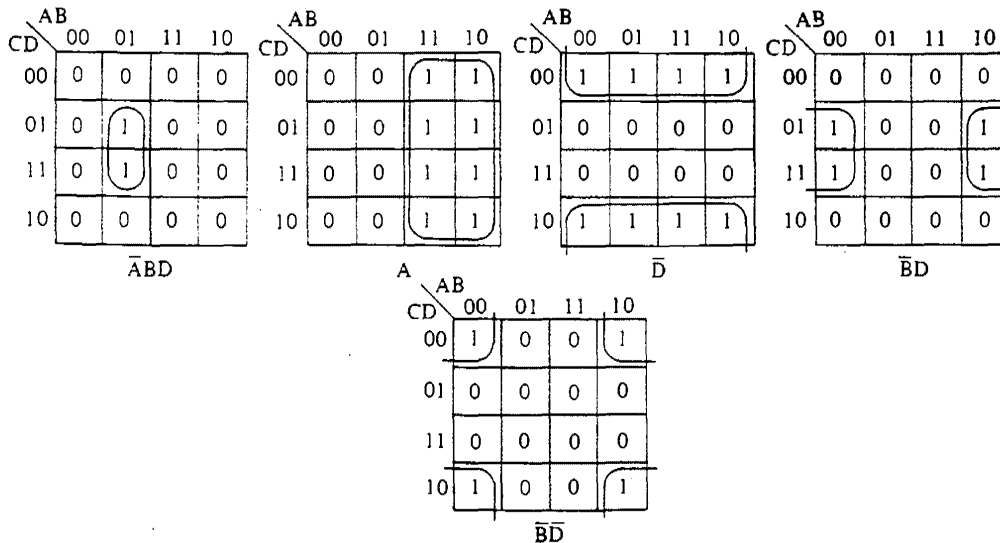 AB AB AB AB
CD 00 01 11 10 CD 00 01 11 10 CD 00 01 11 10 CD 00 01 11 10
00 0 0 0 0 00 0 0 1 1 00 1 1 1 1 00 0 0 0 0
01 0 1 0 0 01 0 0 1 1 01 0 0 0 0 01 1 0 0 1
11 0 1 0 0 11 0 0 1 1 11 0 0 0 0 11 1 0 0 1
10 0 0 0 0 10 0 0 1 1 10 1 1 1 1 10 0 0 0 0
A̅BD A D̅ B̅D
AB
CD 00 01 11 10
00 1 0 0 1
01 0 0 0 0
11 0 0 0 0
10 1 0 0 1
B̅D̅